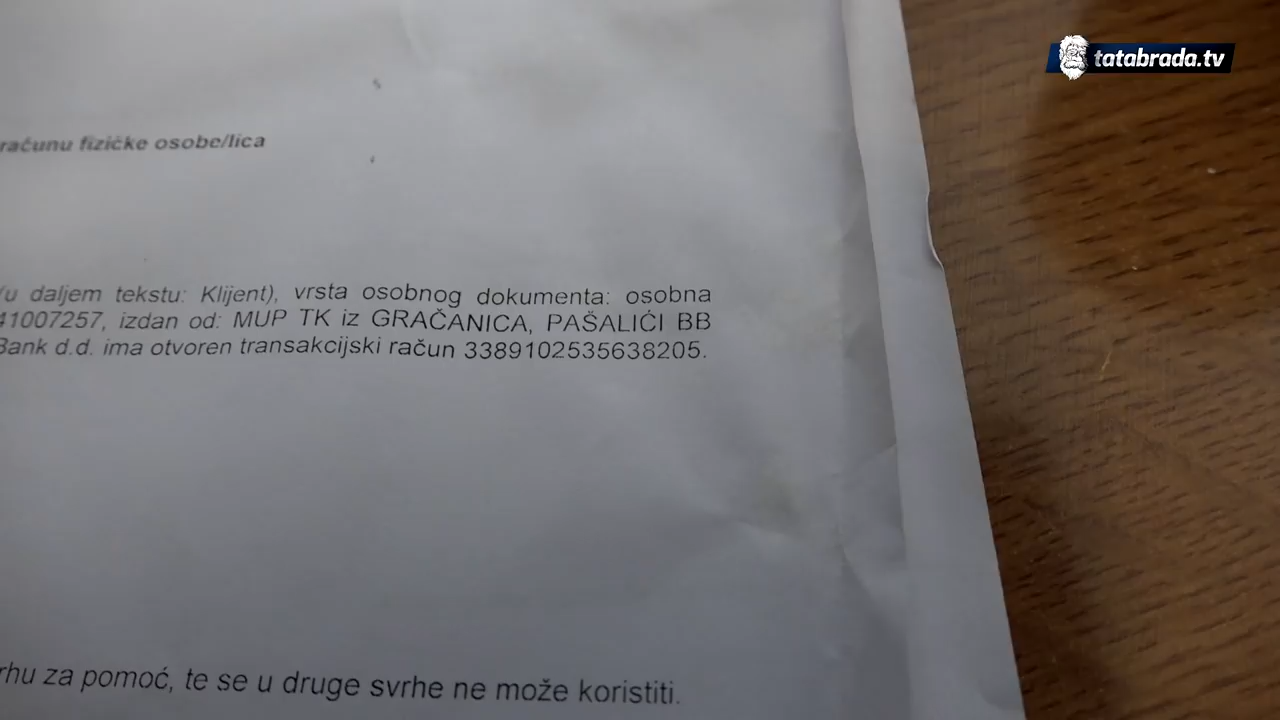 tatabrada.tv
računu fizičke osobe/lica
(u daljem tekstu: Klijent), vrsta osobnog dokumenta: osobna
41007257, izdan od: MUP TK iz GRAČANICA, PAŠALIĆI BB
Bank d.d. ima otvoren transakcijski račun 3389102535638205.
rhu za pomoć, te se u druge svrhe ne može koristiti.